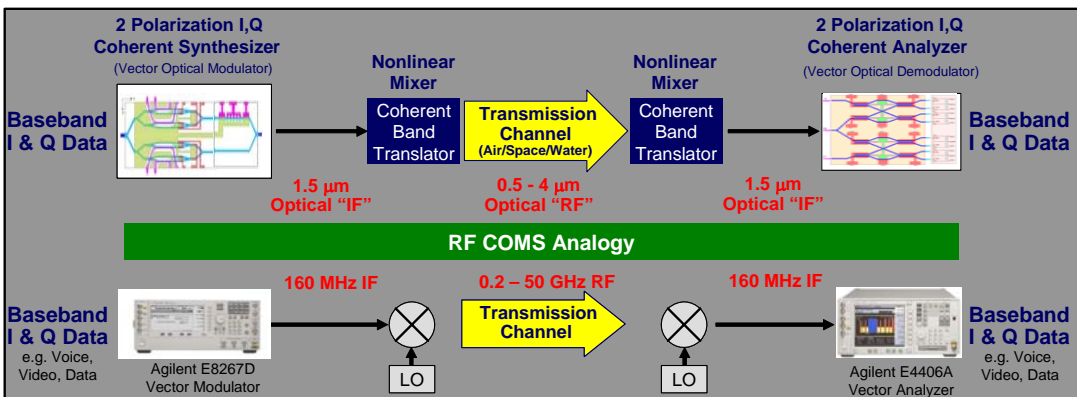 2 Polarization I,Q
Coherent Synthesizer
(Vector Optical Modulator)
2 Polarization I,Q
Coherent Analyzer
(Vector Optical Demodulator)
Nonlinear
Mixer
Nonlinear
Mixer
Baseband
I & Q Data
Coherent
Band
Translator
Transmission
Channel
(Air/Space/Water)
Coherent
Band
Translator
Baseband
I & Q Data
1.5 μm
Optical “IF”
0.5 - 4 μm
Optical “RF”
1.5 μm
Optical “IF”
RF COMS Analogy
160 MHz IF
0.2 – 50 GHz RF
160 MHz IF
Baseband
I & Q Data
e.g. Voice,
Video, Data
Agilent E8267D
Vector Modulator
LO
Transmission
Channel
LO
Agilent E4406A
Vector Analyzer
Baseband
I & Q Data
e.g. Voice,
Video, Data